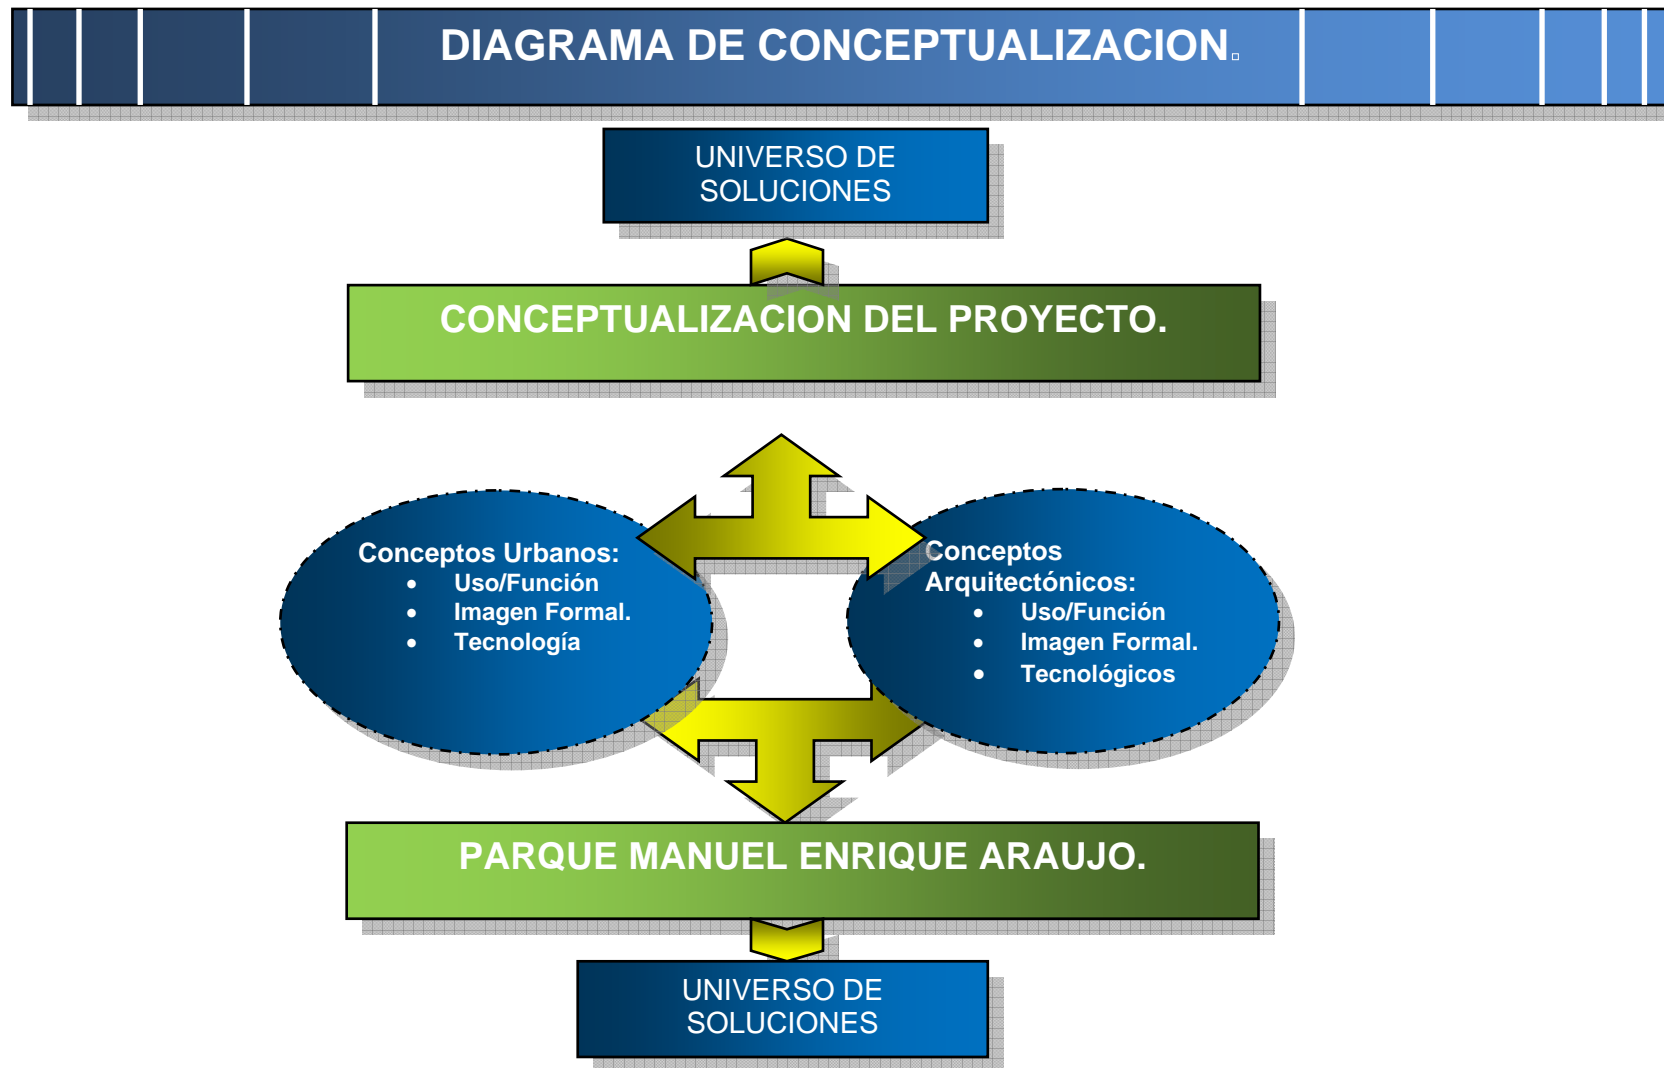 DIAGRAMA DE CONCEPTUALIZACION.
UNIVERSO DE
SOLUCIONES
CONCEPTUALIZACION DEL PROYECTO.
Conceptos Urbanos:
• Uso/Función
• Imagen Formal.
• Tecnología
Conceptos
Arquitectónicos:
• Uso/Función
• Imagen Formal.
• Tecnológicos
PARQUE MANUEL ENRIQUE ARAUJO.
UNIVERSO DE
SOLUCIONES